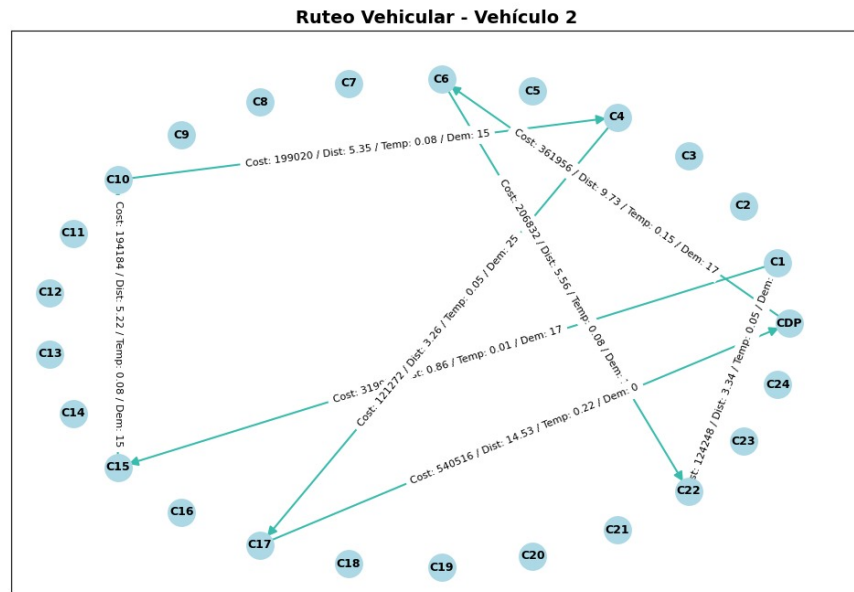 Ruteo Vehicular - Vehículo 2
C6
C7
C5
C8
C4
C9
C3
C10
C2
C11
C1
C12
CDP
C13
C24
C14
C23
C15
C22
C16
C21
C17
C20
C18
C19
Cost: 199020 / Dist: 5.35 / Temp: 0.08 / Dem: 15
Cost: 361956 / Dist: 9.73 / Temp: 0.15 / Dem: 17
Cost: 206832 / Dist: 5.56 / Temp: 0.08 / Dem:
Cost: 194184 / Dist: 5.22 / Temp: 0.08 / Dem: 15
Cost: 121272 / Dist: 3.26 / Temp: 0.05 / Dem: 25
Cost: 0.86 / Temp: 0.01 / Dem: 17
124248 / Dist: 3.34 / Temp: 0.05 / Dem:
Cost: 540516 / Dist: 14.53 / Temp: 0.22 / Dem: 0